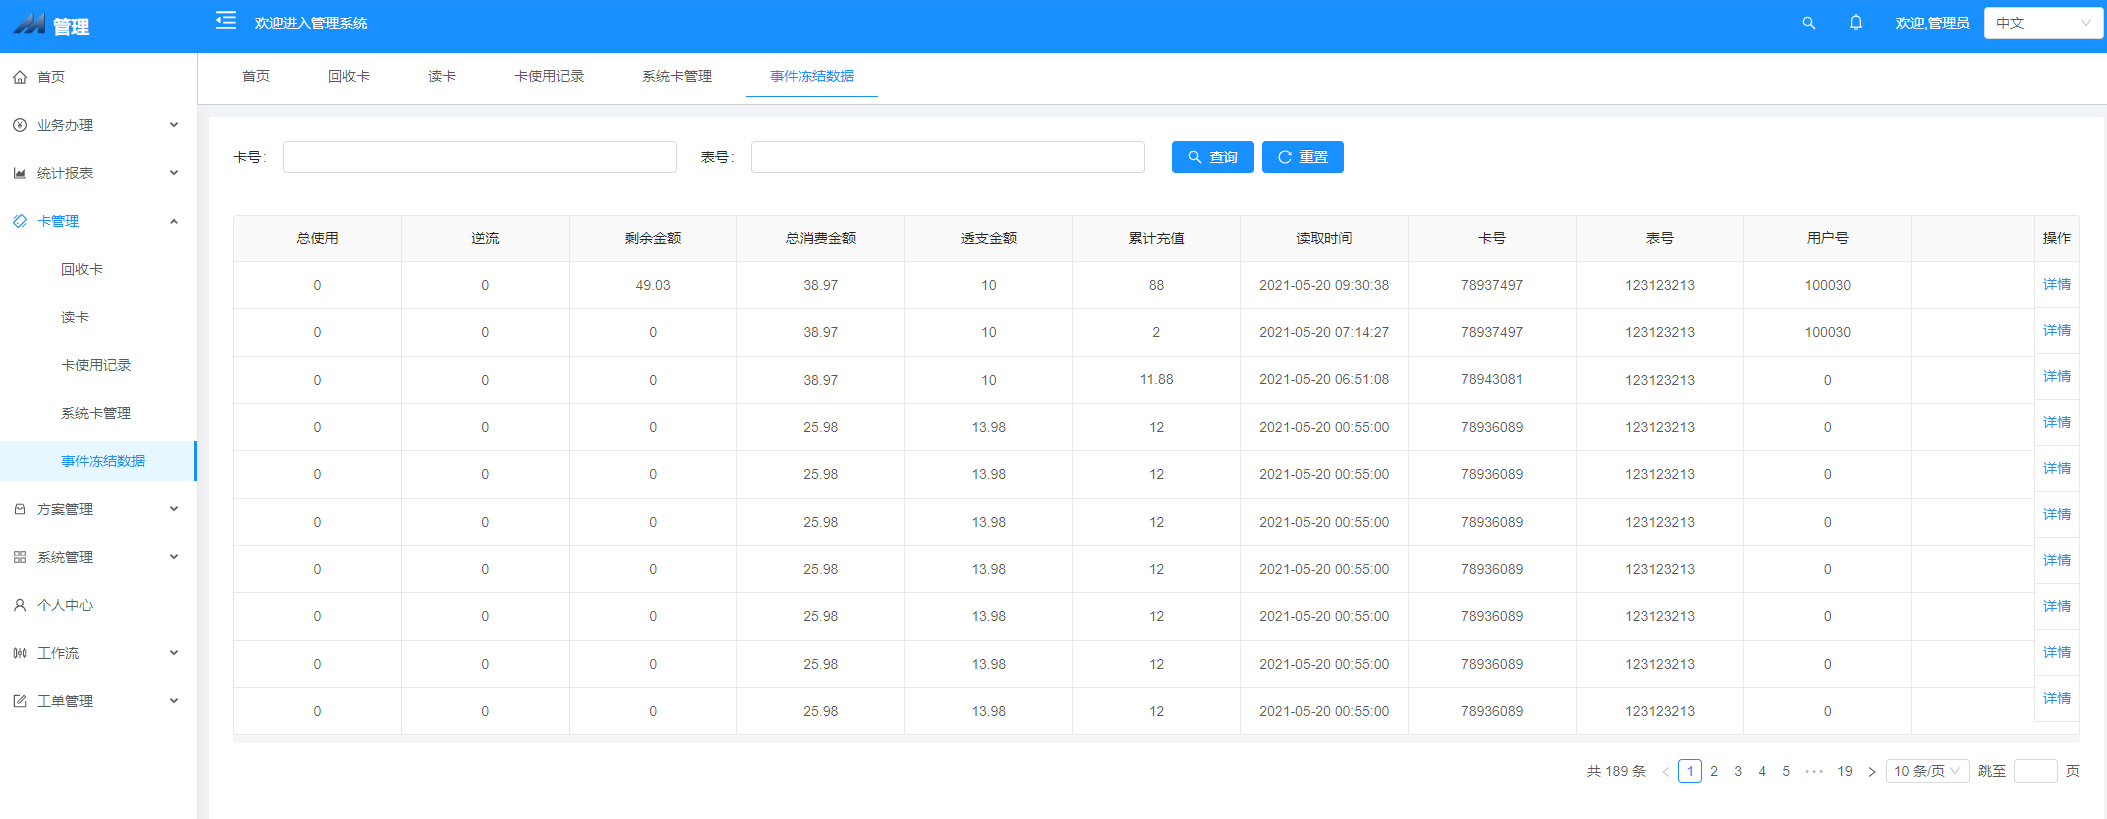 管理
欢迎进入管理系统
欢迎,管理员
中文
首页
业务办理
统计报表
卡管理
回收卡
读卡
卡使用记录
系统卡管理
事件冻结数据
方案管理
系统管理
个人中心
工作流
工单管理
首页 回收卡 读卡 卡使用记录 系统卡管理 事件冻结数据
卡号: 表号: 查询 重置
总使用 逆流 剩余金额 总消费金额 透支金额 累计充值 读取时间 卡号 表号 用户号 操作
0 0 49.03 38.97 10 88 2021-05-20 09:30:38 78937497 123123213 100030 详情
0 0 0 38.97 10 2 2021-05-20 07:14:27 78937497 123123213 100030 详情
0 0 0 38.97 10 11.88 2021-05-20 06:51:08 78943081 123123213 0 详情
0 0 0 25.98 13.98 12 2021-05-20 00:55:00 78936089 123123213 0 详情
0 0 0 25.98 13.98 12 2021-05-20 00:55:00 78936089 123123213 0 详情
0 0 0 25.98 13.98 12 2021-05-20 00:55:00 78936089 123123213 0 详情
0 0 0 25.98 13.98 12 2021-05-20 00:55:00 78936089 123123213 0 详情
0 0 0 25.98 13.98 12 2021-05-20 00:55:00 78936089 123123213 0 详情
0 0 0 25.98 13.98 12 2021-05-20 00:55:00 78936089 123123213 0 详情
0 0 0 25.98 13.98 12 2021-05-20 00:55:00 78936089 123123213 0 详情
共 189 条 < 1 2 3 4 5 ••• 19 > 10 条/页 跳至 页